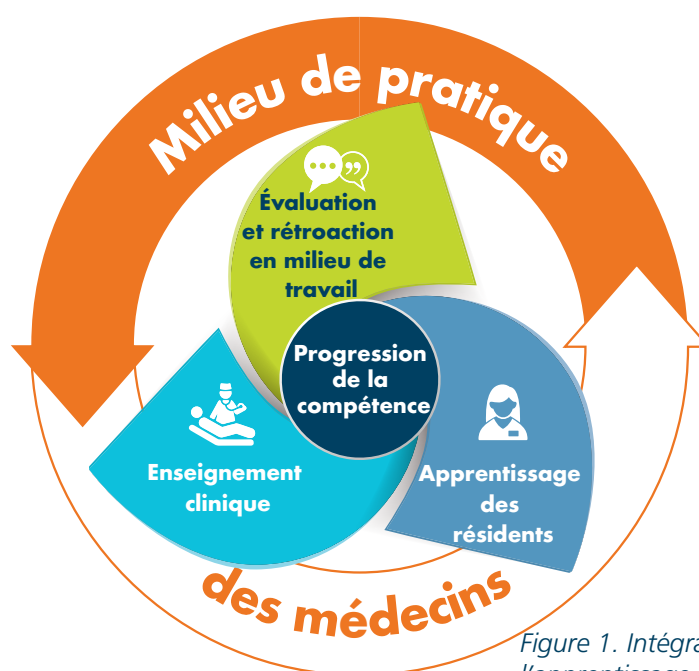 Milieu de pratique
Évaluation
et rétroaction
en milieu de
travail
Progression
de la
compétence
Enseignement
clinique
Apprentissage
des
résidents
des médecins
Figure 1. Intégra
l'apprentissage